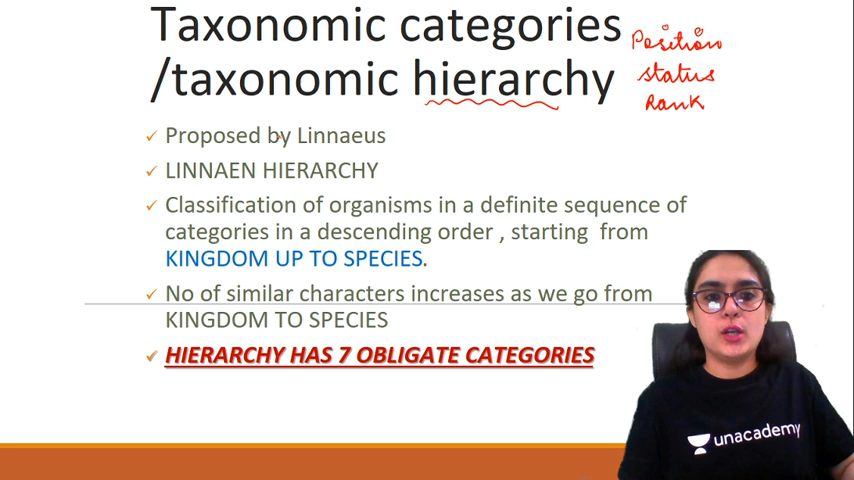 Taxonomic categories
/taxonomic hierarchy
Position
status
Rank
Proposed by Linnaeus
LINNAEN HIERARCHY
Classification of organisms in a definite sequence of
categories in a descending order , starting from
KINGDOM UP TO SPECIES.
No of similar characters increases as we go from
KINGDOM TO SPECIES
HIERARCHY HAS 7 OBLIGATE CATEGORIES
unacademy